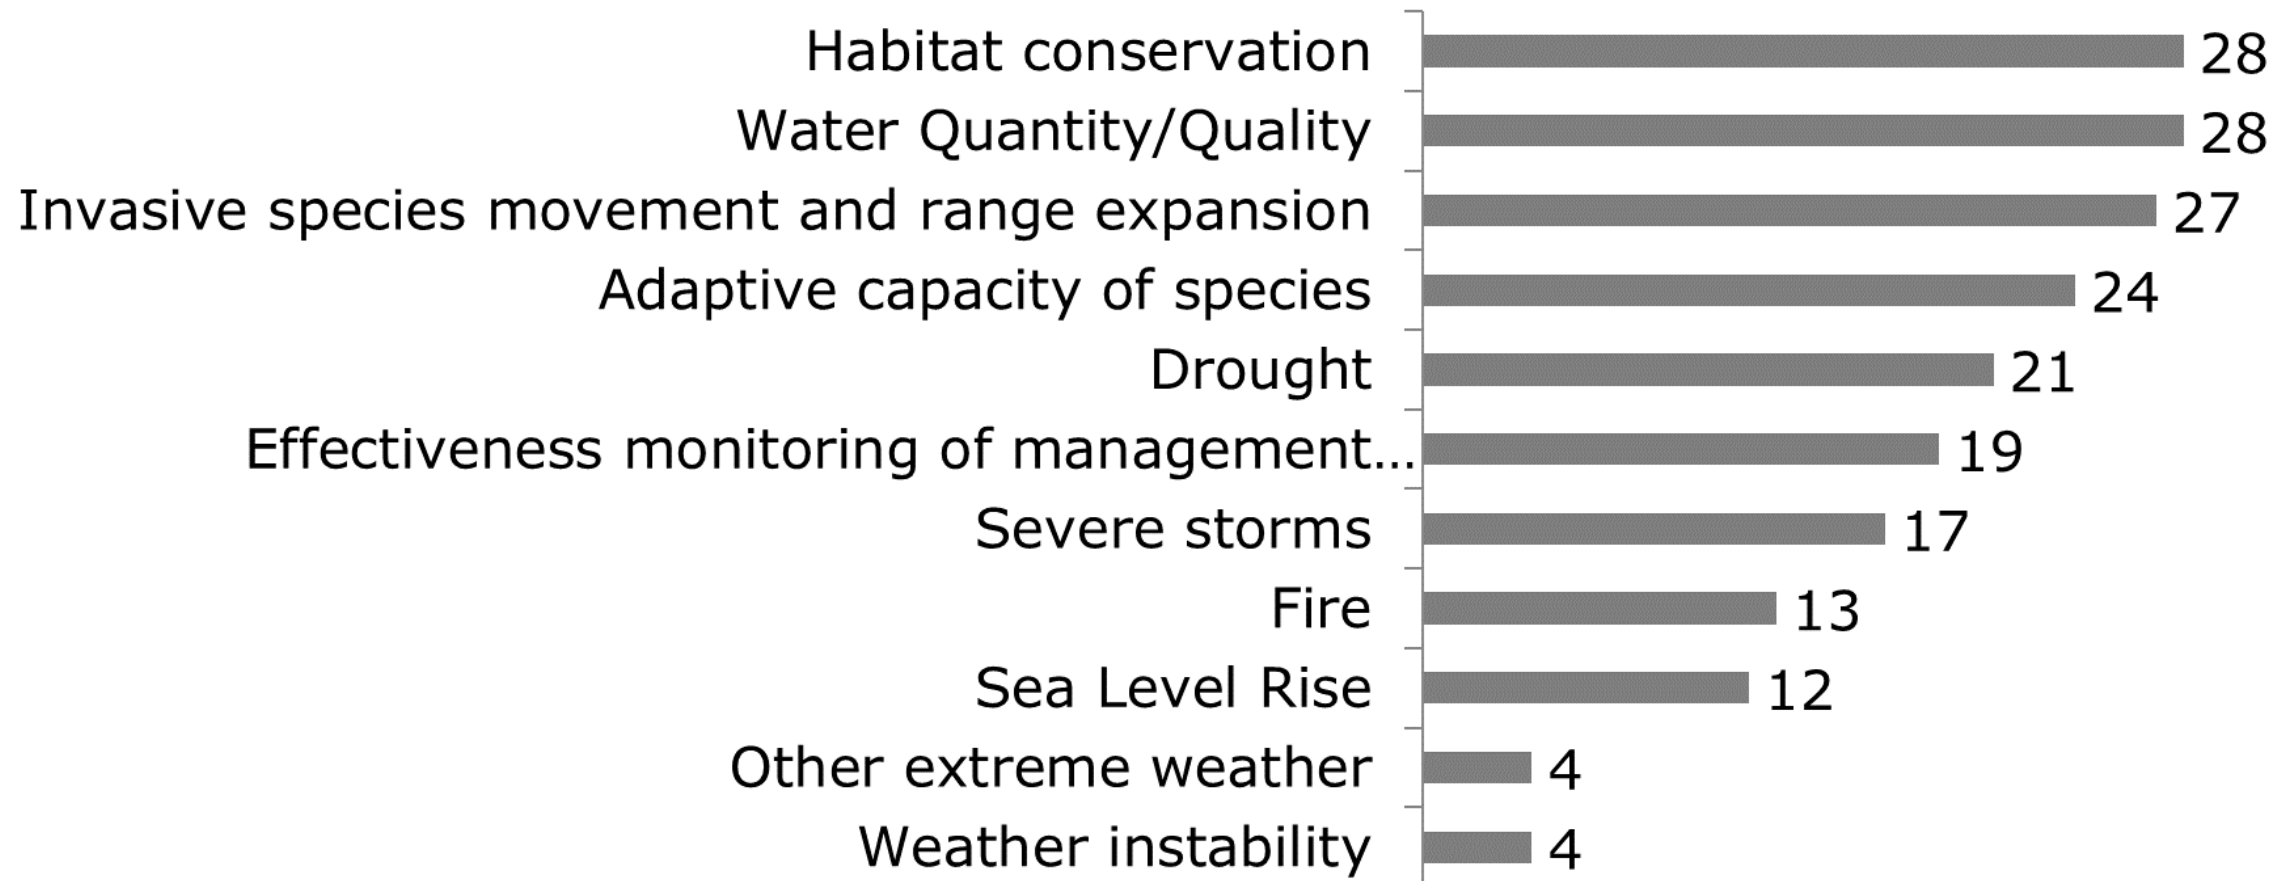 Habitat conservation 28
Water Quantity/Quality 28
Invasive species movement and range expansion 27
Adaptive capacity of species 24
Drought 21
Effectiveness monitoring of management... 19
Severe storms 17
Fire 13
Sea Level Rise 12
Other extreme weather 4
Weather instability 4